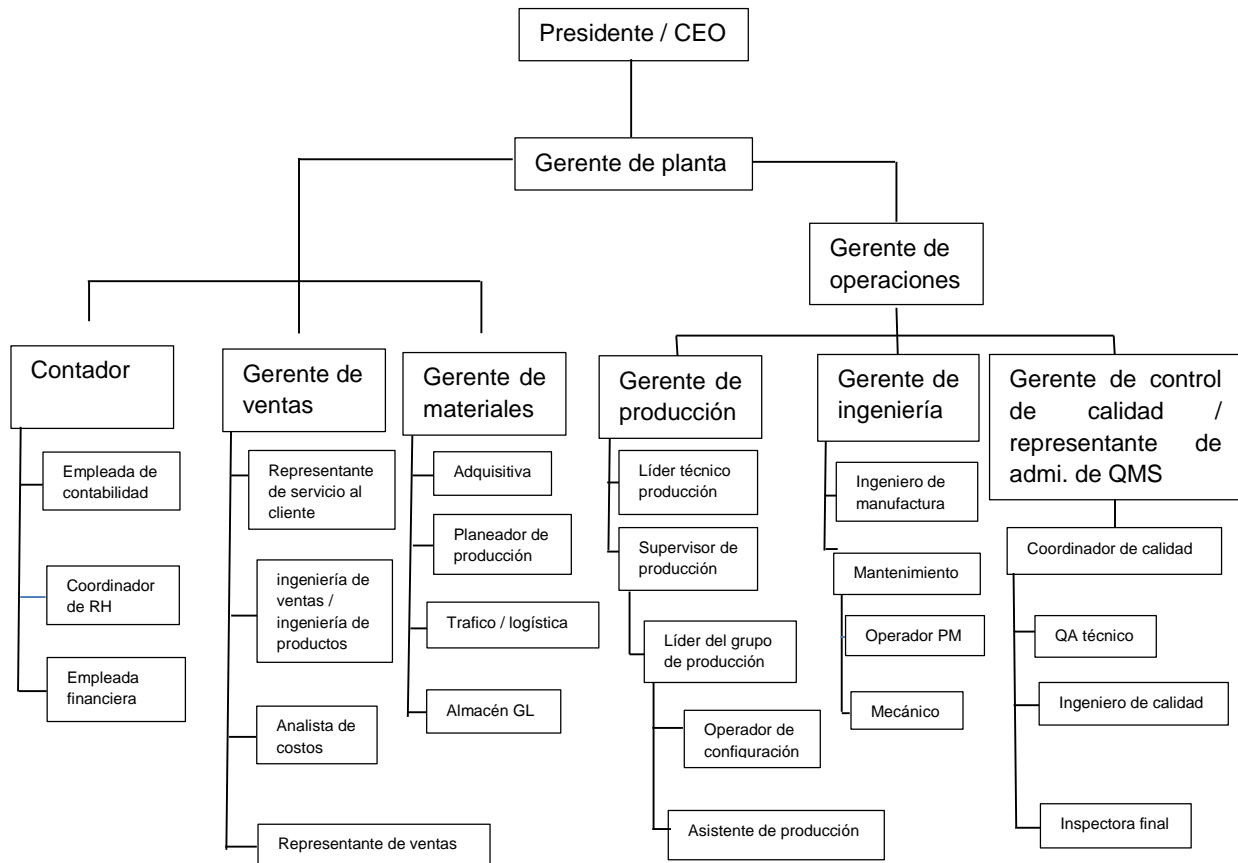 Presidente / CEO
Gerente de planta
Gerente de
operaciones
Contador
Gerente de
ventas
Gerente de
materiales
Gerente de
producción
Gerente de
ingeniería
Gerente de control
de calidad /
representante de
admi. de QMS
Empleada de
contabilidad
Coordinador
de RH
Empleada
financiera
Representante
de servicio al
cliente
ingeniería de
ventas /
ingeniería de
productos
Analista de
costos
Representante de ventas
Adquisitiva
Planeador de
producción
Trafico / logística
Almacén GL
Líder técnico
producción
Supervisor de
producción
Líder del grupo
de producción
Operador de
configuración
Asistente de producción
Ingeniero de
manufactura
Mantenimiento
Operador PM
Mecánico
Coordinador de calidad
QA técnico
Ingeniero de calidad
Inspectora final